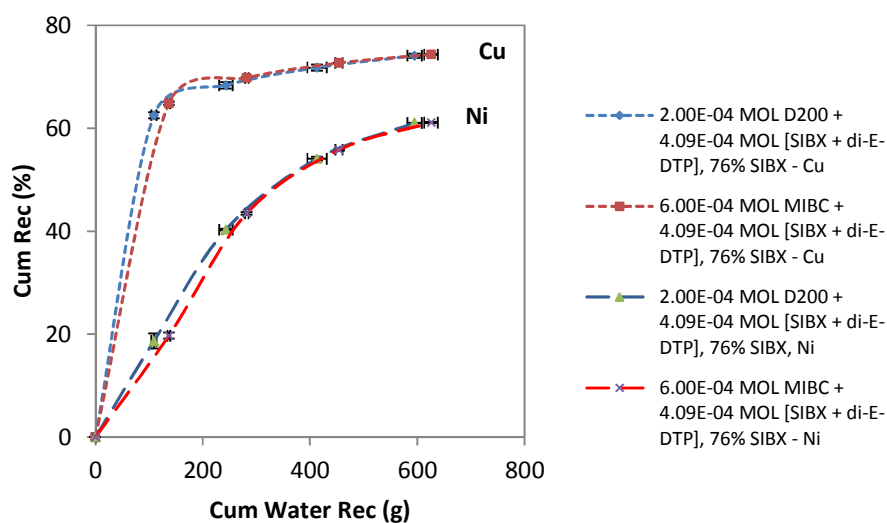 80
60
40
20
0
0
200
400
600
800
Cum Rec (%)
Cum Water Rec (g)
Cu
Ni
2.00E-04 MOL D200 +
4.09E-04 MOL [SIBX + di-E-
DTP], 76% SIBX - Cu
6.00E-04 MOL MIBC +
4.09E-04 MOL [SIBX + di-E-
DTP], 76% SIBX - Cu
2.00E-04 MOL D200 +
4.09E-04 MOL [SIBX + di-E-
DTP], 76% SIBX, Ni
6.00E-04 MOL MIBC +
4.09E-04 MOL [SIBX + di-E-
DTP], 76% SIBX - Ni